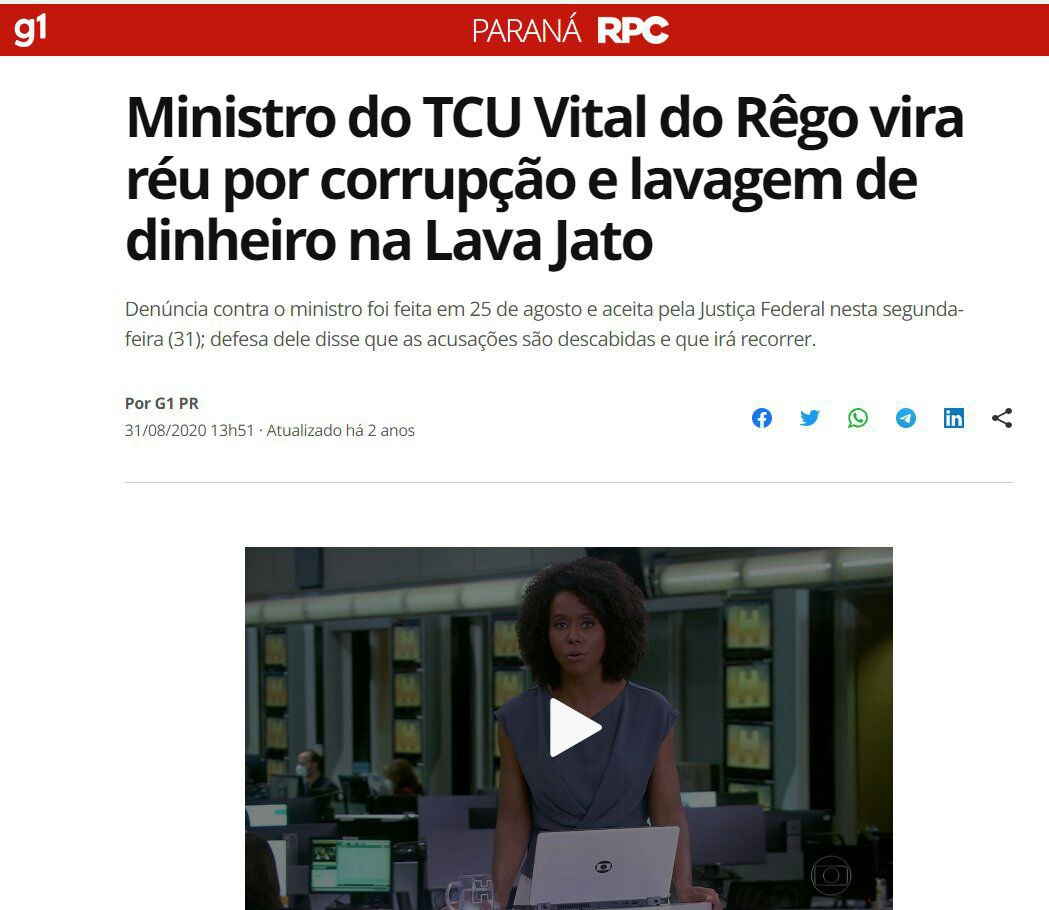 g1
PARANÁ RPC
Ministro do TCU Vital do Rêgo vira
réu por corrupção e lavagem de
dinheiro na Lava Jato
Denúncia contra o ministro foi feita em 25 de agosto e aceita pela Justiça Federal nesta segunda-
feira (31); defesa dele disse que as acusações são descabidas e que irá recorrer.
Por G1 PR
31/08/2020 13h51 · Atualizado há 2 anos
in